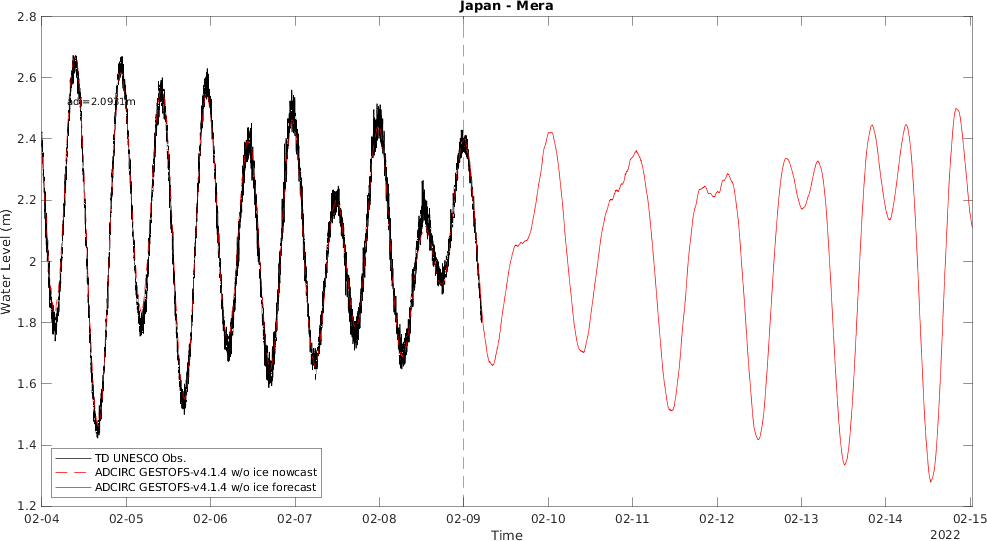 Japan - Mera
2.8
2.6
2.4
2.2
2
1.8
1.6
1.4
1.2
Water Level (m)
adj=2.0931m
TD UNESCO Obs.
ADCIRC GESTOFS-v4.1.4 w/o ice nowcast
ADCIRC GESTOFS-v4.1.4 w/o ice forecast
02-04 02-05 02-06 02-07 02-08 02-09 02-10 02-11 02-12 02-13 02-14 02-15
Time
2022